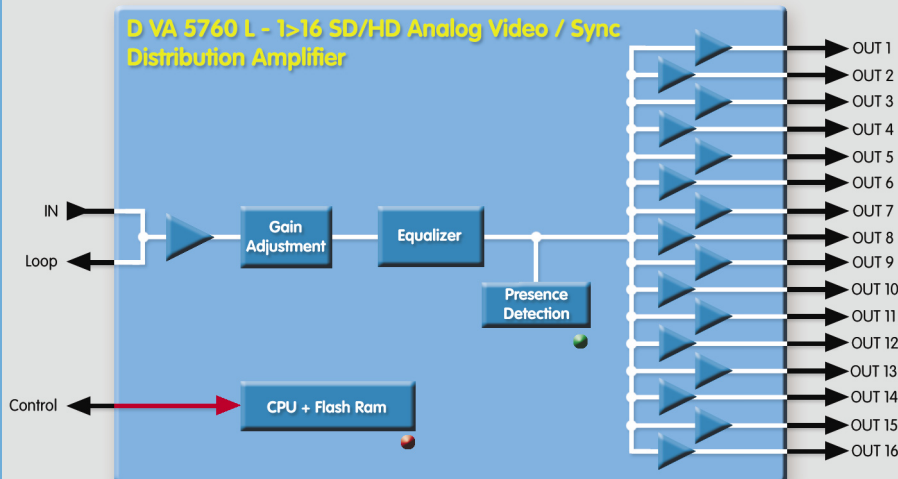 D VA 5760 L - 1>16 SD/HD Analog Video / Sync
Distribution Amplifier
IN
Loop
Control
Gain
Adjustment
Equalizer
Presence
Detection
CPU + Flash Ram
OUT 1
OUT 2
OUT 3
OUT 4
OUT 5
OUT 6
OUT 7
OUT 8
OUT 9
OUT 10
OUT 11
OUT 12
OUT 13
OUT 14
OUT 15
OUT 16